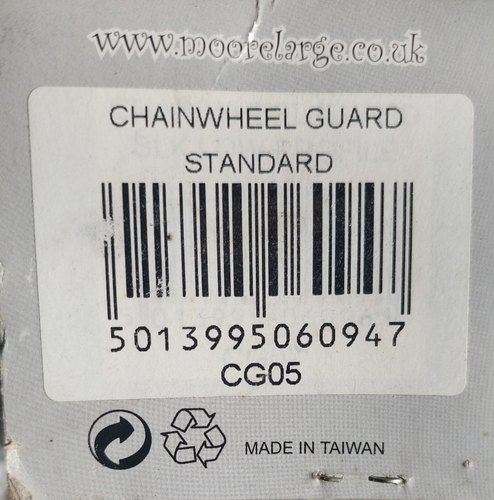 www.moorelarge.co.uk
CHAINWHEEL GUARD
STANDARD
5013995060947
CG05
MADE IN TAIWAN